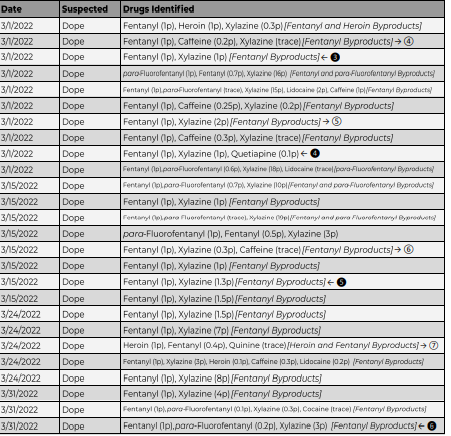 Date Suspected Drugs Identified
3/1/2022 Dope Fentanyl (1p), Heroin (1p), Xylazine (0.3p) [Fentanyl and Heroin Byproducts]
3/1/2022 Dope Fentanyl (1p), Caffeine (0.2p), Xylazine (trace) [Fentanyl Byproducts] → ④
3/1/2022 Dope Fentanyl (1p), Xylazine (1p) [Fentanyl Byproducts] ← ❸
3/1/2022 Dope para-Fluorofentanyl (1p), Fentanyl (0.7p), Xylazine (16p) [Fentanyl and para-Fluorofentanyl Byproducts]
3/1/2022 Dope Fentanyl (1p), para-Fluorofentanyl (trace), Xylazine (15p), Lidocaine (2p), Caffeine (1p) [Fentanyl Byproducts]
3/1/2022 Dope Fentanyl (1p), Caffeine (0.25p), Xylazine (0.2p) [Fentanyl Byproducts]
3/1/2022 Dope Fentanyl (1p), Xylazine (2p) [Fentanyl Byproducts] → ⑤
3/1/2022 Dope Fentanyl (1p), Caffeine (0.3p), Xylazine (trace) [Fentanyl Byproducts]
3/1/2022 Dope Fentanyl (1p), Xylazine (1p), Quetiapine (0.1p) ← ❹
3/1/2022 Dope Fentanyl (1p), para-Fluorofentanyl (0.6p), Xylazine (18p), Lidocaine (trace) [para-Fluorofentanyl Byproducts]
3/15/2022 Dope Fentanyl (1p), para-Fluorofentanyl (0.7p), Xylazine (10p) [Fentanyl and para-Fluorofentanyl Byproducts]
3/15/2022 Dope Fentanyl (1p), Xylazine (1p) [Fentanyl Byproducts]
3/15/2022 Dope Fentanyl (1p), para-Fluorofentanyl (trace), Xylazine (19p) [Fentanyl and para-Fluorofentanyl Byproducts]
3/15/2022 Dope para-Fluorofentanyl (1p), Fentanyl (0.5p), Xylazine (3p)
3/15/2022 Dope Fentanyl (1p), Xylazine (0.3p), Caffeine (trace) [Fentanyl Byproducts] → ⑥
3/15/2022 Dope Fentanyl (1p), Xylazine (1p) [Fentanyl Byproducts]
3/15/2022 Dope Fentanyl (1p), Xylazine (1.3p) [Fentanyl Byproducts] ← ❺
3/15/2022 Dope Fentanyl (1p), Xylazine (1.5p) [Fentanyl Byproducts]
3/24/2022 Dope Fentanyl (1p), Xylazine (1.5p) [Fentanyl Byproducts]
3/24/2022 Dope Fentanyl (1p), Xylazine (7p) [Fentanyl Byproducts]
3/24/2022 Dope Heroin (1p), Fentanyl (0.4p), Quinine (trace) [Heroin and Fentanyl Byproducts] → ⑦
3/24/2022 Dope Fentanyl (1p), Xylazine (3p), Heroin (0.1p), Caffeine (0.3p), Lidocaine (0.2p) [Fentanyl Byproducts]
3/24/2022 Dope Fentanyl (1p), Xylazine (8p) [Fentanyl Byproducts]
3/31/2022 Dope Fentanyl (1p), Xylazine (4p) [Fentanyl Byproducts]
3/31/2022 Dope Fentanyl (1p), para-Fluorofentanyl (0.1p), Xylazine (0.3p), Cocaine (trace) [Fentanyl Byproducts]
3/31/2022 Dope Fentanyl (1p), para-Fluorofentanyl (0.2p), Xylazine (3p) [Fentanyl Byproducts] ← ❻